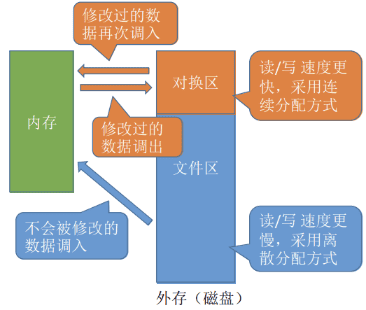 修改过的数
据再次调入
内存
对换区
读/写 速度更
快，采用连
续分配方式
修改过的
数据调出
文件区
不会被修改的
数据调入
读/写 速度更
慢，采用离
散分配方式
外存（磁盘）